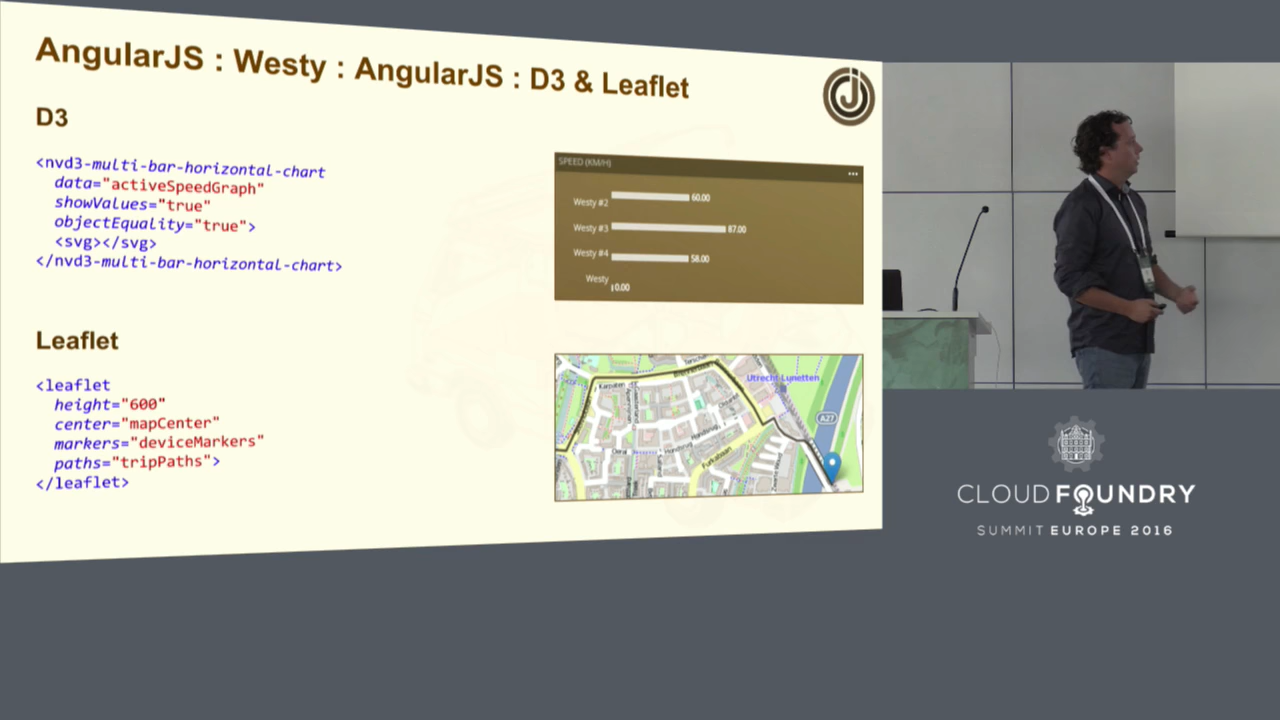 AngularJS : Westy : AngularJS : D3 & Leaflet
D3
<nvd3-multi-bar-horizontal-chart
data="activeSpeedGraph"
showValues="true"
objectEquality="true">
<svg></svg>
</nvd3-multi-bar-horizontal-chart>
SPEED (KM/H)
Westy #2 60.00
Westy #3 87.00
Westy #4 58.00
Westy 0.00
Leaflet
<leaflet
height="600"
center="mapCenter"
markers="deviceMarkers"
paths="tripPaths">
</leaflet>
Karpaten
Utrecht Lunetten
A27
Furkabaan
CLOUD FOUNDRY
SUMMIT EUROPE 2016